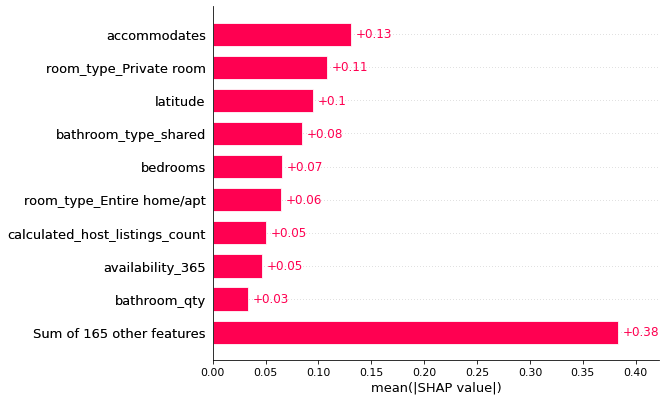 accommodates +0.13
room_type_Private room +0.11
latitude +0.1
bathroom_type_shared +0.08
bedrooms +0.07
room_type_Entire home/apt +0.06
calculated_host_listings_count +0.05
availability_365 +0.05
bathroom_qty +0.03
Sum of 165 other features +0.38
0.00 0.05 0.10 0.15 0.20 0.25 0.30 0.35 0.40
mean(|SHAP value|)